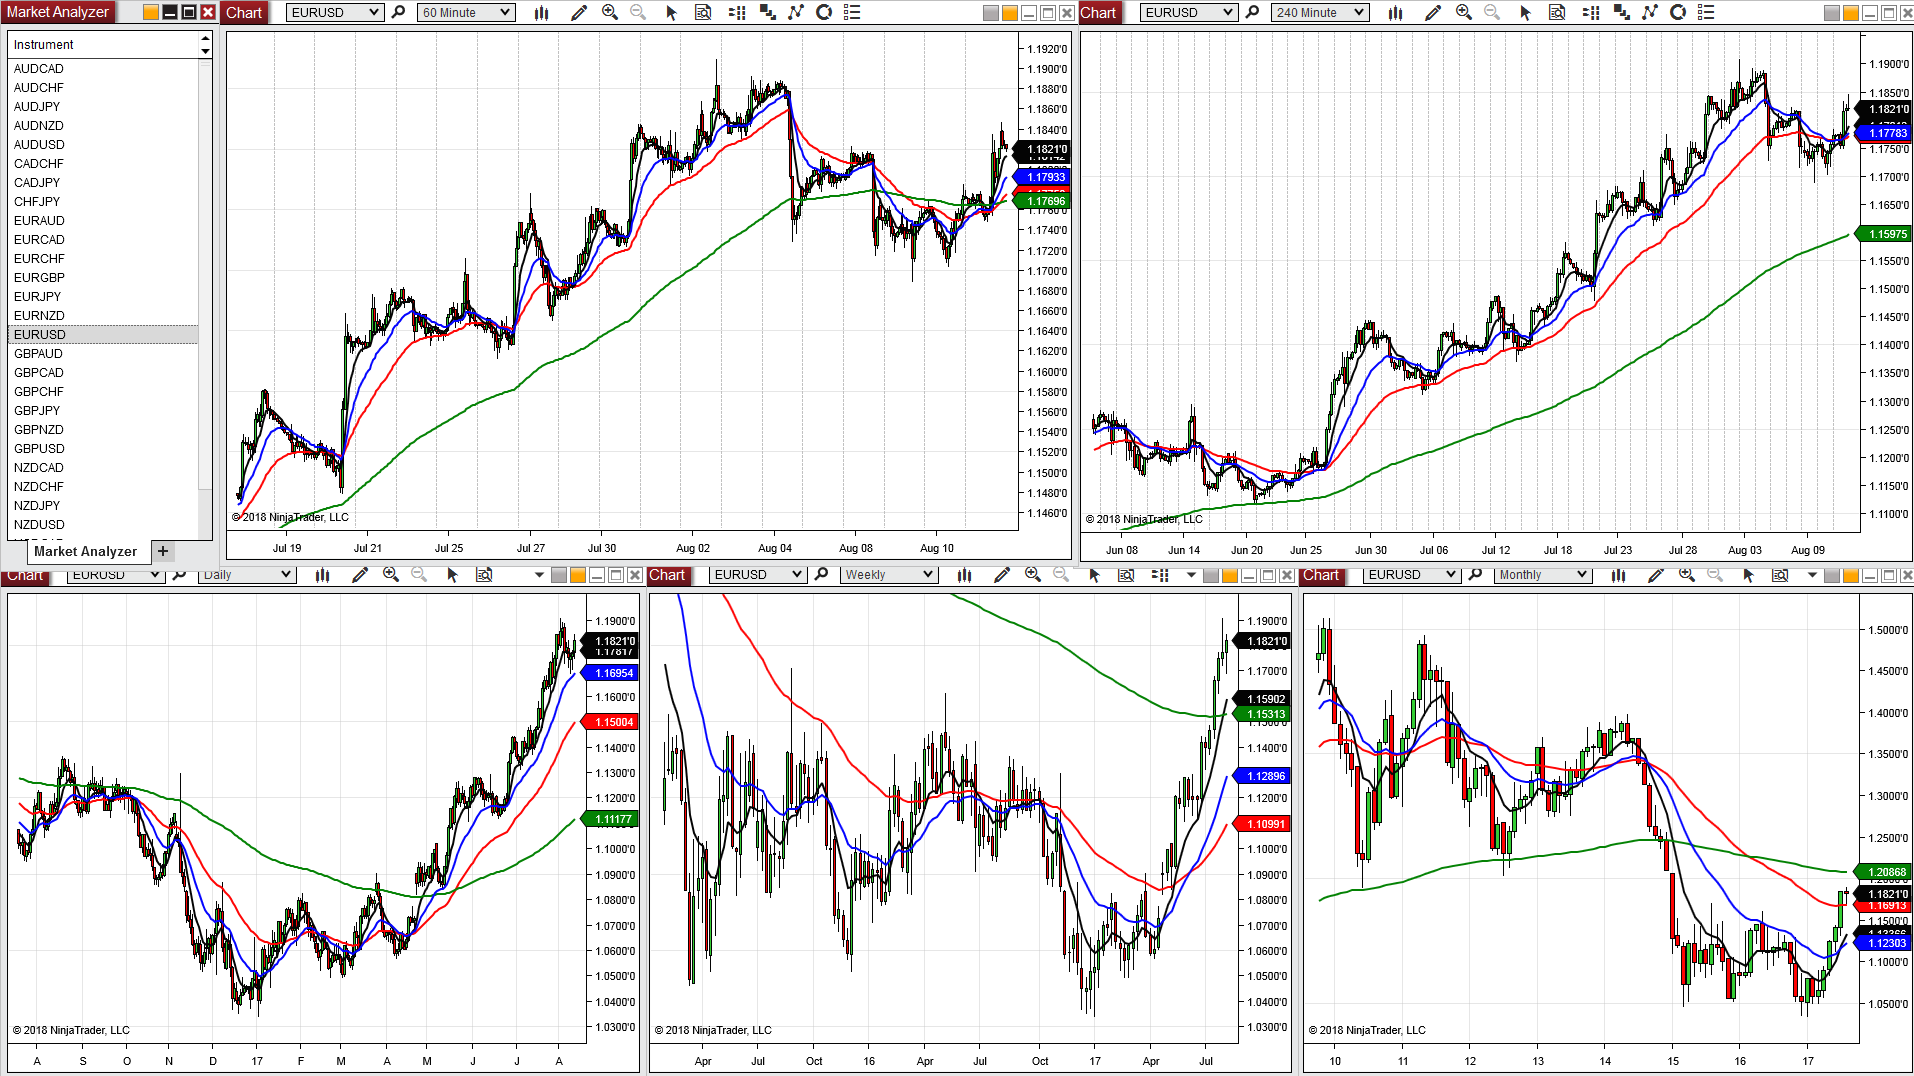 Market Analyzer
Instrument
AUDCAD
AUDCHF
AUDJPY
AUDNZD
AUDUSD
CADCHF
CADJPY
CHFJPY
EURAUD
EURCAD
EURCHF
EURGBP
EURJPY
EURNZD
EURUSD
GBPAUD
GBPCAD
GBPCHF
GBPJPY
GBPNZD
GBPUSD
NZDCAD
NZDCHF
NZDJPY
NZDUSD
Market Analyzer +
Chart EURUSD 60 Minute
1.1920'0
1.1900'0
1.1880'0
1.1860'0
1.1840'0
1.1821'0
1.17933
1.17696
1.1760'0
1.1740'0
1.1720'0
1.1700'0
1.1680'0
1.1660'0
1.1640'0
1.1620'0
1.1600'0
1.1580'0
1.1560'0
1.1540'0
1.1520'0
1.1500'0
1.1480'0
1.1460'0
© 2018 NinjaTrader, LLC
Jul 19 Jul 21 Jul 25 Jul 27 Jul 30 Aug 02 Aug 04 Aug 08 Aug 10
Chart EURUSD 240 Minute
1.1900'0
1.1850'0
1.1821'0
1.17783
1.1750'0
1.1700'0
1.1650'0
1.15975
1.1550'0
1.1500'0
1.1450'0
1.1400'0
1.1350'0
1.1300'0
1.1250'0
1.1200'0
1.1150'0
1.1100'0
© 2018 NinjaTrader, LLC
Jun 08 Jun 14 Jun 20 Jun 25 Jun 30 Jul 06 Jul 12 Jul 18 Jul 23 Jul 28 Aug 03 Aug 09
Chart EURUSD Daily
1.1900'0
1.1821'0
1.17817
1.16954
1.1600'0
1.15004
1.1400'0
1.1300'0
1.1200'0
1.11177
1.1000'0
1.0900'0
1.0800'0
1.0700'0
1.0600'0
1.0500'0
1.0400'0
1.0300'0
© 2018 NinjaTrader, LLC
A S O N D 17 F M A M J J A
Chart EURUSD Weekly
1.1900'0
1.1821'0
1.1700'0
1.15902
1.15313
1.1500'0
1.1400'0
1.12896
1.1200'0
1.10991
1.1000'0
1.0900'0
1.0800'0
1.0700'0
1.0600'0
1.0500'0
1.0400'0
1.0300'0
© 2018 NinjaTrader, LLC
Apr Jul Oct 16 Apr Jul Oct 17 Apr Jul
Chart EURUSD Monthly
1.5000'0
1.4500'0
1.4000'0
1.3500'0
1.3000'0
1.2500'0
1.20868
1.1821'0
1.16913
1.1500'0
1.12303
1.1000'0
1.0500'0
© 2018 NinjaTrader, LLC
10 11 12 13 14 15 16 17